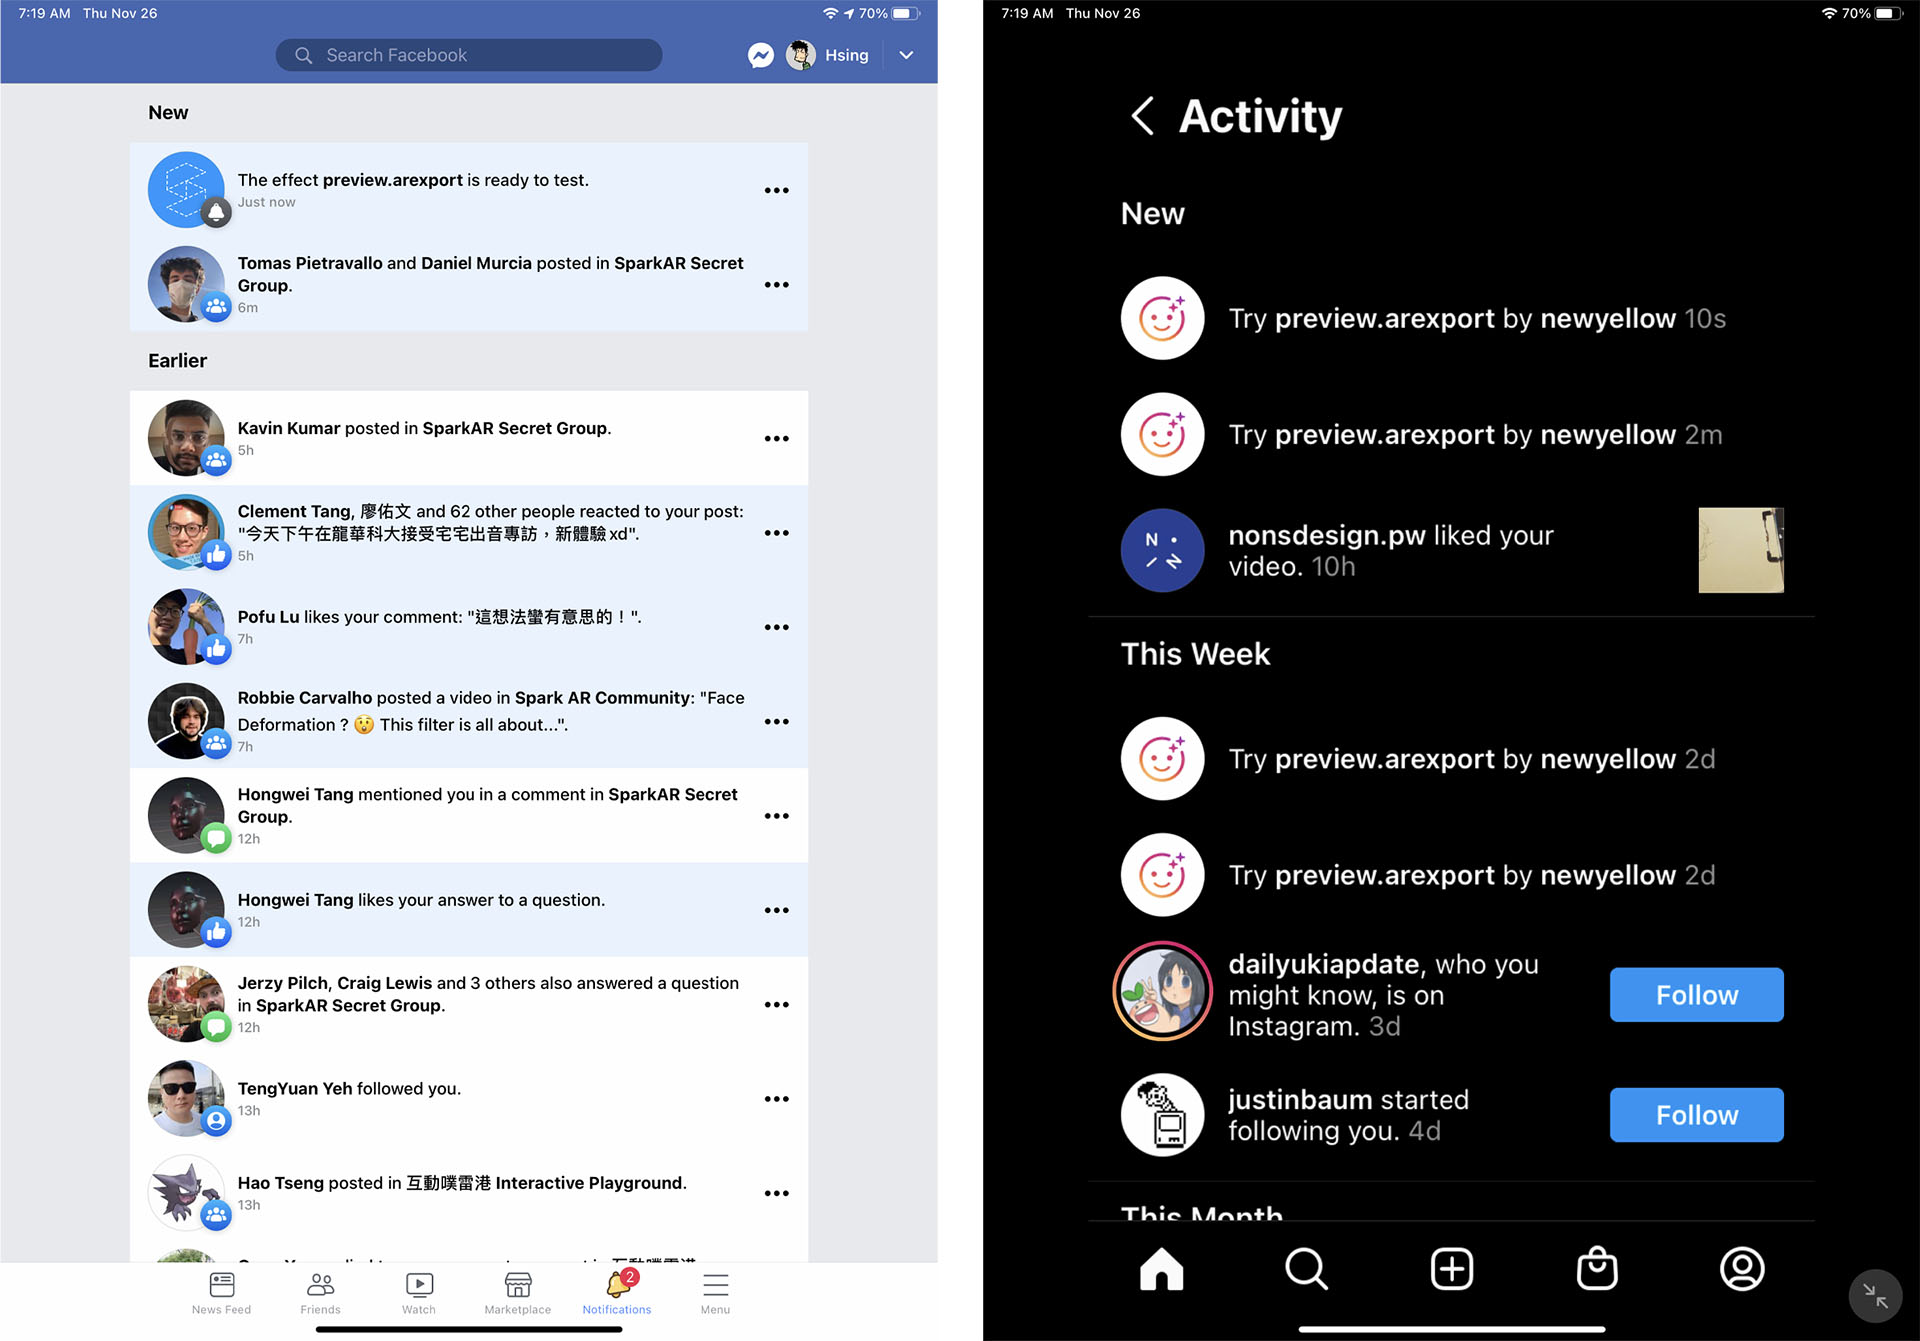 7:19 AM Thu Nov 26
70%
Search Facebook
Hsing
New
The effect preview.arexport is ready to test.
Just now
Tomas Pietravallo and Daniel Murcia posted in SparkAR Secret
Group.
6m
Earlier
Kavin Kumar posted in SparkAR Secret Group.
5h
Clement Tang, 廖佑文 and 62 other people reacted to your post:
"今天下午在龍華科大接受宅宅出音專訪，新體驗 xd".
5h
Pofu Lu likes your comment: "這想法蠻有意思的！".
7h
Robbie Carvalho posted a video in Spark AR Community: "Face
Deformation ? 😲 This filter is all about...".
7h
Hongwei Tang mentioned you in a comment in SparkAR Secret
Group.
12h
Hongwei Tang likes your answer to a question.
12h
Jerzy Pilch, Craig Lewis and 3 others also answered a question
in SparkAR Secret Group.
12h
TengYuan Yeh followed you.
13h
Hao Tseng posted in 互動噗雷港 Interactive Playground.
13h
2
News Feed
Friends
Watch
Marketplace
Notifications
Menu
7:19 AM Thu Nov 26
70%
Activity
New
Try preview.arexport by newyellow 10s
Try preview.arexport by newyellow 2m
nonsdesign.pw liked your
video. 10h
This Week
Try preview.arexport by newyellow 2d
Try preview.arexport by newyellow 2d
dailyukiapdate, who you
might know, is on
Instagram. 3d
Follow
justinbaum started
following you. 4d
Follow
This Month